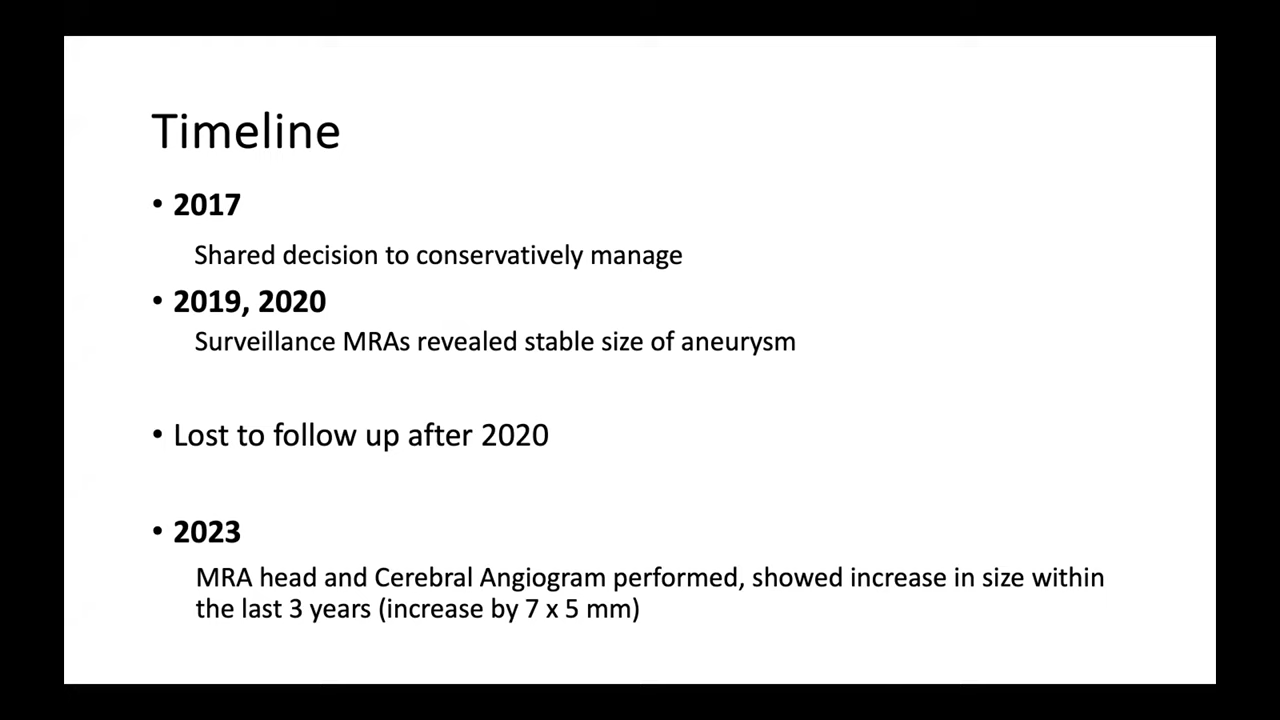 Timeline
• 2017
Shared decision to conservatively manage
• 2019, 2020
Surveillance MRAs revealed stable size of aneurysm
• Lost to follow up after 2020
• 2023
MRA head and Cerebral Angiogram performed, showed increase in size within
the last 3 years (increase by 7 x 5 mm)